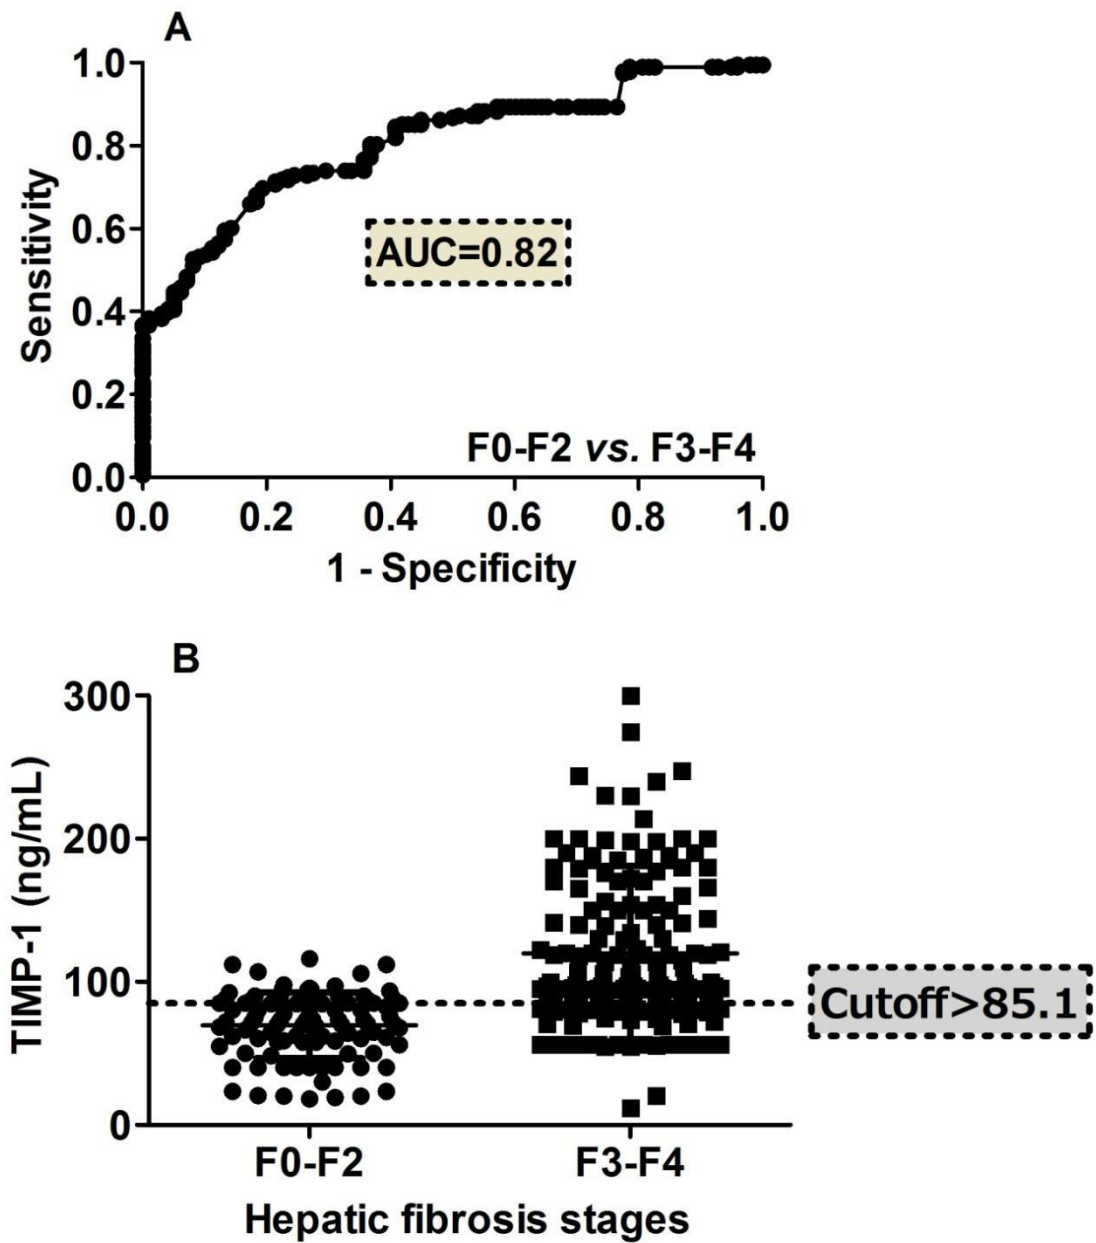 A
1.0
0.8
0.6
0.4
0.2
0.0
Sensitivity
AUC=0.82
F0-F2 vs. F3-F4
0.0 0.2 0.4 0.6 0.8 1.0
1 - Specificity
B
300
200
100
0
TIMP-1 (ng/mL)
Cutoff>85.1
F0-F2 F3-F4
Hepatic fibrosis stages